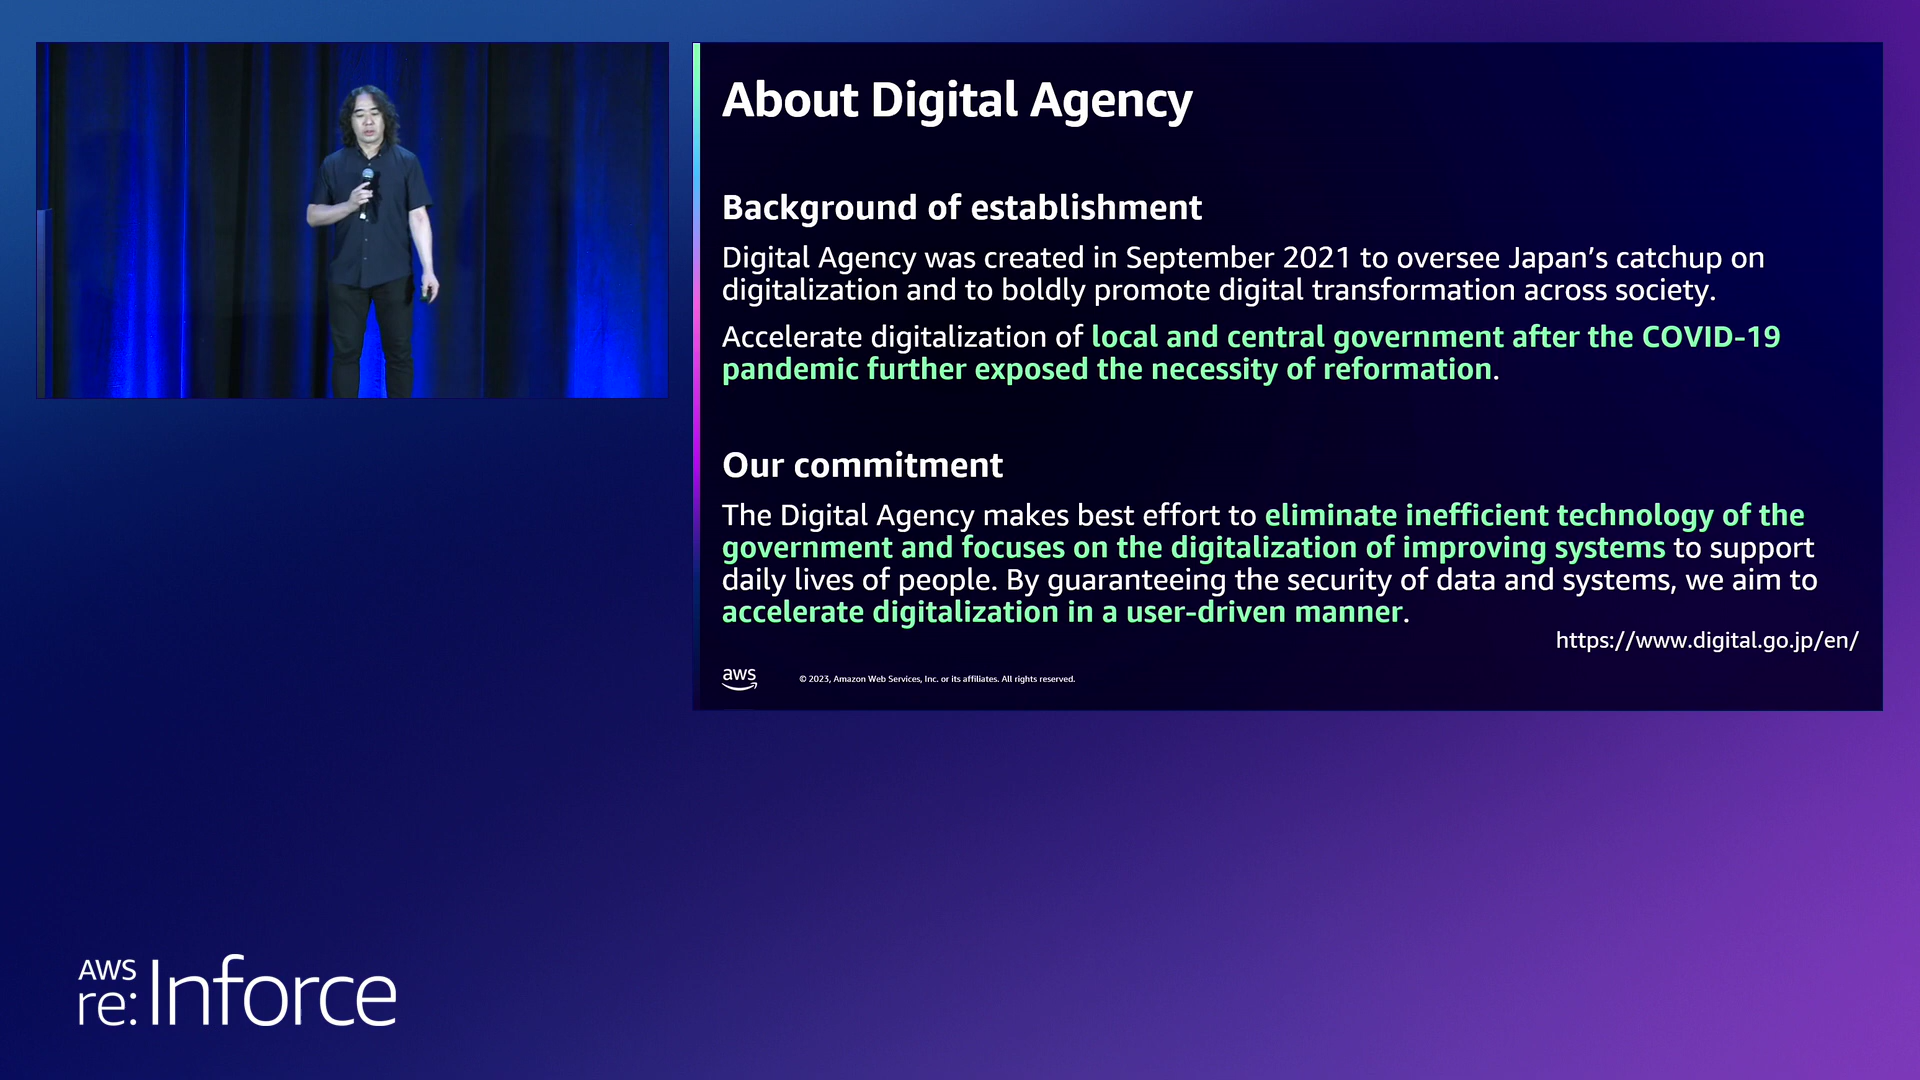 About Digital Agency
Background of establishment
Digital Agency was created in September 2021 to oversee Japan’s catchup on
digitalization and to boldly promote digital transformation across society.
Accelerate digitalization of local and central government after the COVID-19
pandemic further exposed the necessity of reformation.
Our commitment
The Digital Agency makes best effort to eliminate inefficient technology of the
government and focuses on the digitalization of improving systems to support
daily lives of people. By guaranteeing the security of data and systems, we aim to
accelerate digitalization in a user-driven manner.
https://www.digital.go.jp/en/
aws
© 2023, Amazon Web Services, Inc. or its affiliates. All rights reserved.
AWS
re:Inforce